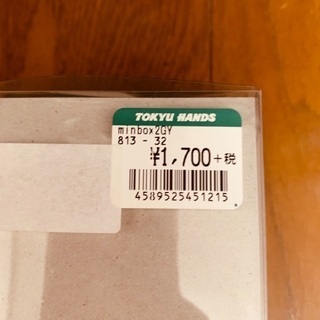 TOKYU HANDS
minbox2GY
813 - 32
¥1,700+税
4589525451215